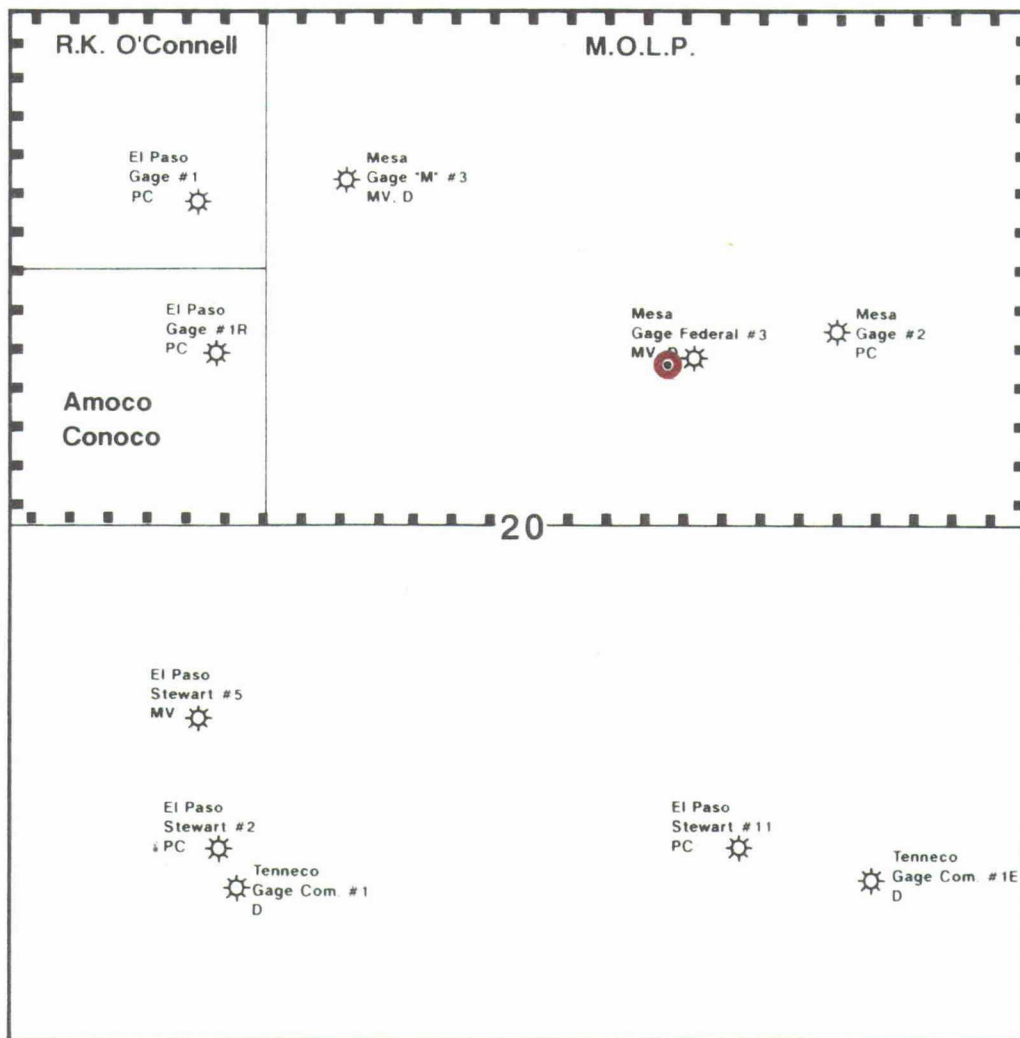 R.K. O'Connell
M.O.L.P.
El Paso
Gage #1
PC
Mesa
Gage "M" #3
MV, D
El Paso
Gage #1R
PC
Mesa
Gage Federal #3
MV, D
Mesa
Gage #2
PC
Amoco
Conoco
20
El Paso
Stewart #5
MV
El Paso
Stewart #2
PC
Tenneco
Gage Com. #1
D
El Paso
Stewart #11
PC
Tenneco
Gage Com. #1E
D